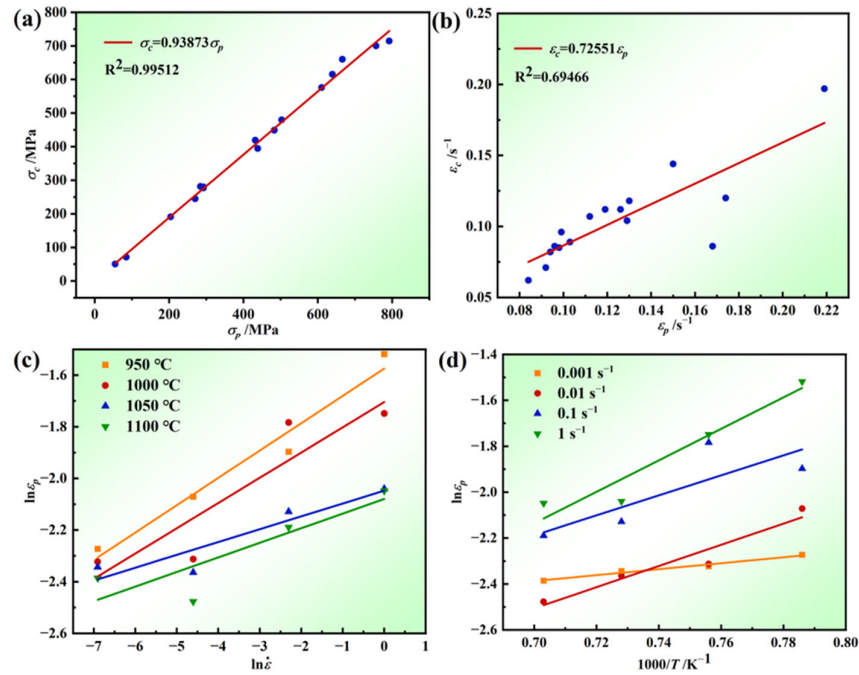 (a)
800
700
600
500
400
300
200
100
0
σc /MPa
σc=0.93873σp
R²=0.99512
0 200 400 600 800
σp /MPa
(b)
0.25
0.20
0.15
0.10
0.05
εc /s⁻¹
εc=0.72551εp
R²=0.69466
0.08 0.10 0.12 0.14 0.16 0.18 0.20 0.22
εp /s⁻¹
(c)
−1.4
−1.6
−1.8
−2.0
−2.2
−2.4
−2.6
lnεp
950 °C
1000 °C
1050 °C
1100 °C
−7 −6 −5 −4 −3 −2 −1 0 1
lnε̇
(d)
−1.4
−1.6
−1.8
−2.0
−2.2
−2.4
−2.6
lnεp
0.001 s⁻¹
0.01 s⁻¹
0.1 s⁻¹
1 s⁻¹
0.70 0.72 0.74 0.76 0.78 0.80
1000/T /K⁻¹